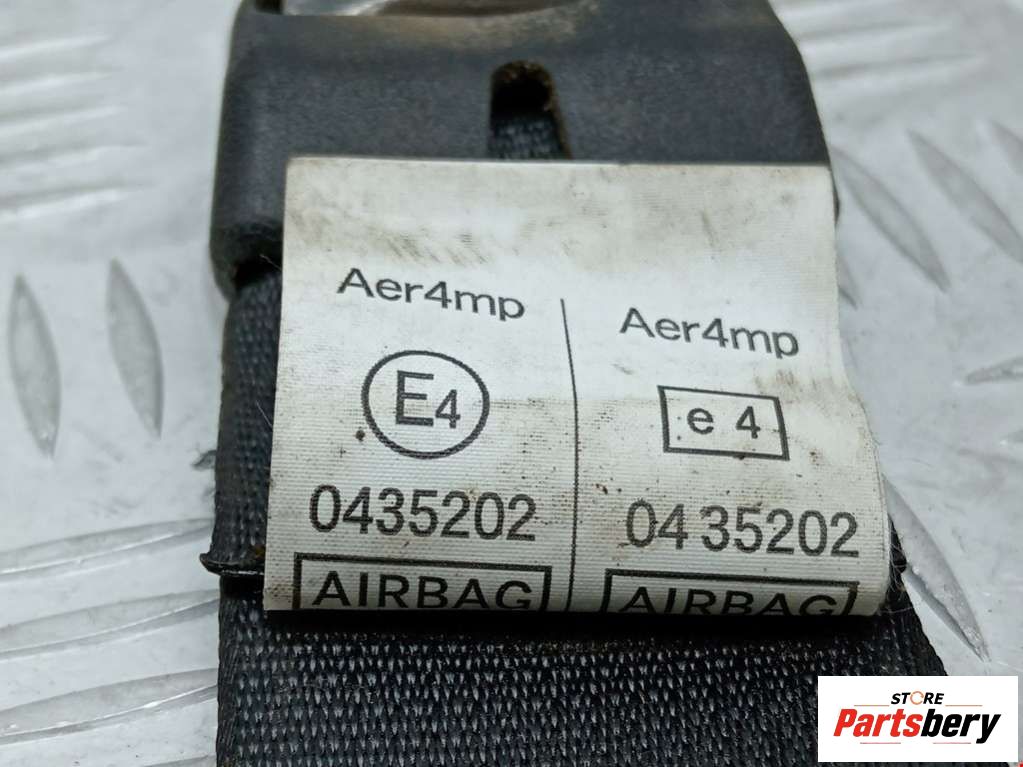 Aer4mp
E4
0435202
AIRBAG
Aer4mp
e 4
04 35202
AIRBAG
STORE
Partsbery